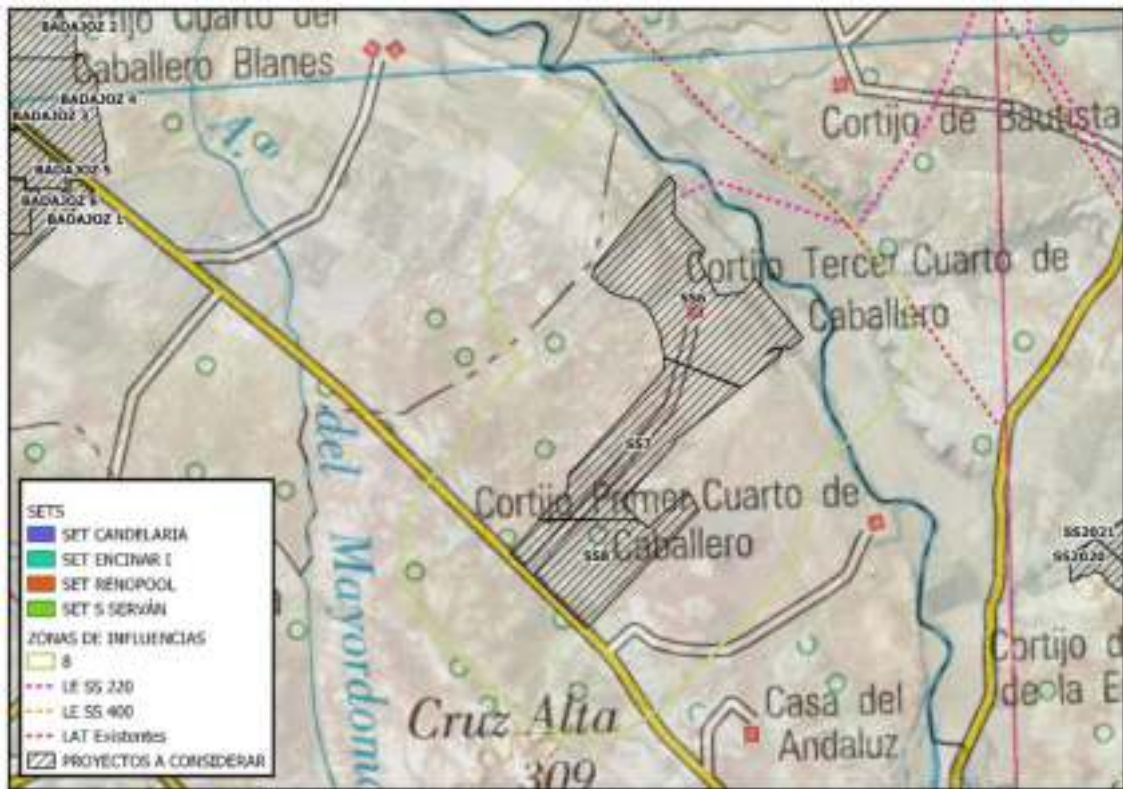 BADAJOZ 2
Cuarto del
Caballero Blanes
BADAJOZ 4
BADAJOZ 3
A.º
Cortijo de Bautista
BADAJOZ 5
BADAJOZ 6
BADAJOZ 1
Cortijo Tercer Cuarto de
Caballero
SS6
SS7
del
Mayordomo
Cortijo Primer Cuarto de
Caballero
SS8
SS2021
SS2020
Cortijo d
de la E
Casa del
Andaluz
Cruz Alta
309
SETS
SET CANDELARIA
SET ENCINAR I
SET RENOPOOL
SET S SERVÁN
ZONAS DE INFLUENCIAS
8
LE SS 220
LE SS 400
LAT Existentes
PROYECTOS A CONSIDERAR